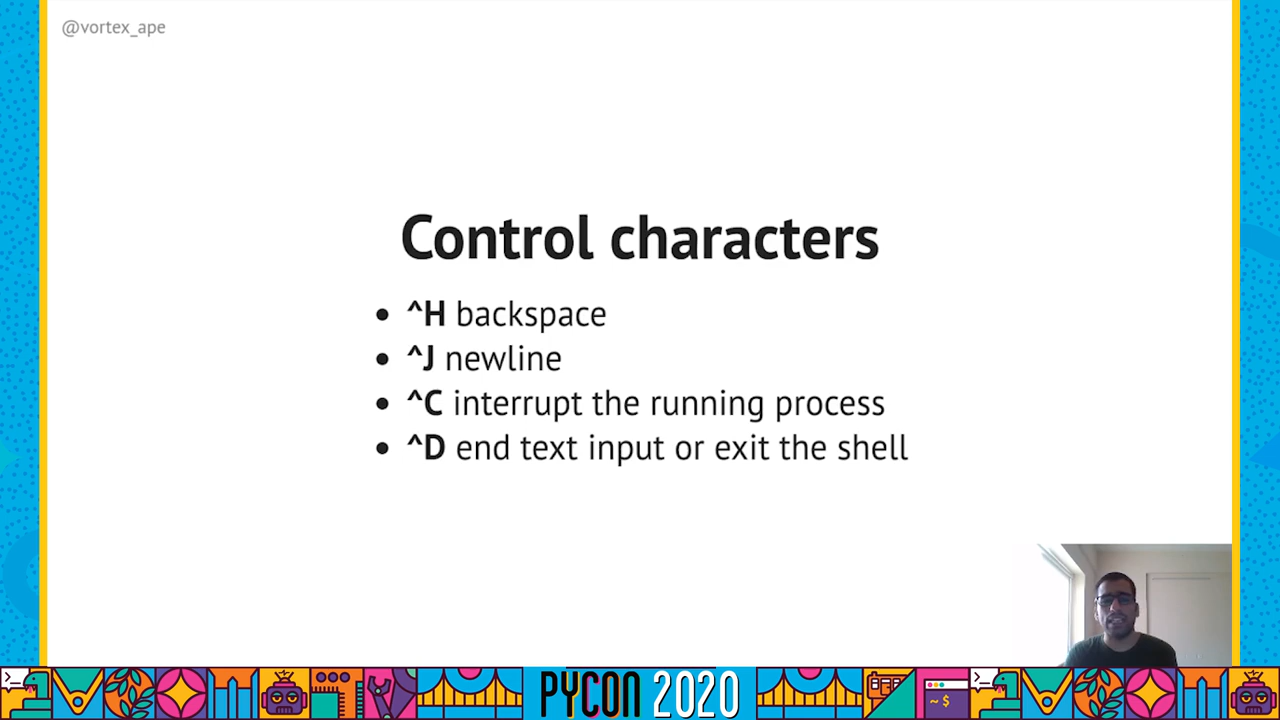 @vortex_ape
Control characters
• ^H backspace
• ^J newline
• ^C interrupt the running process
• ^D end text input or exit the shell
PYCON 2020
~$